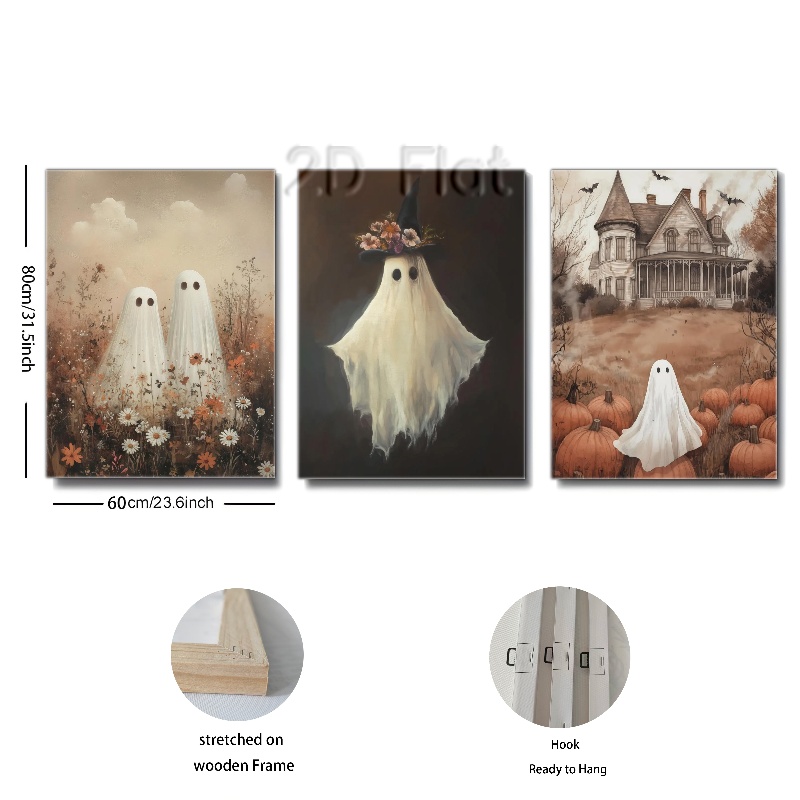 2D Flat
80cm/31.5inch
60cm/23.6inch
stretched on
wooden Frame
Hook
Ready to Hang